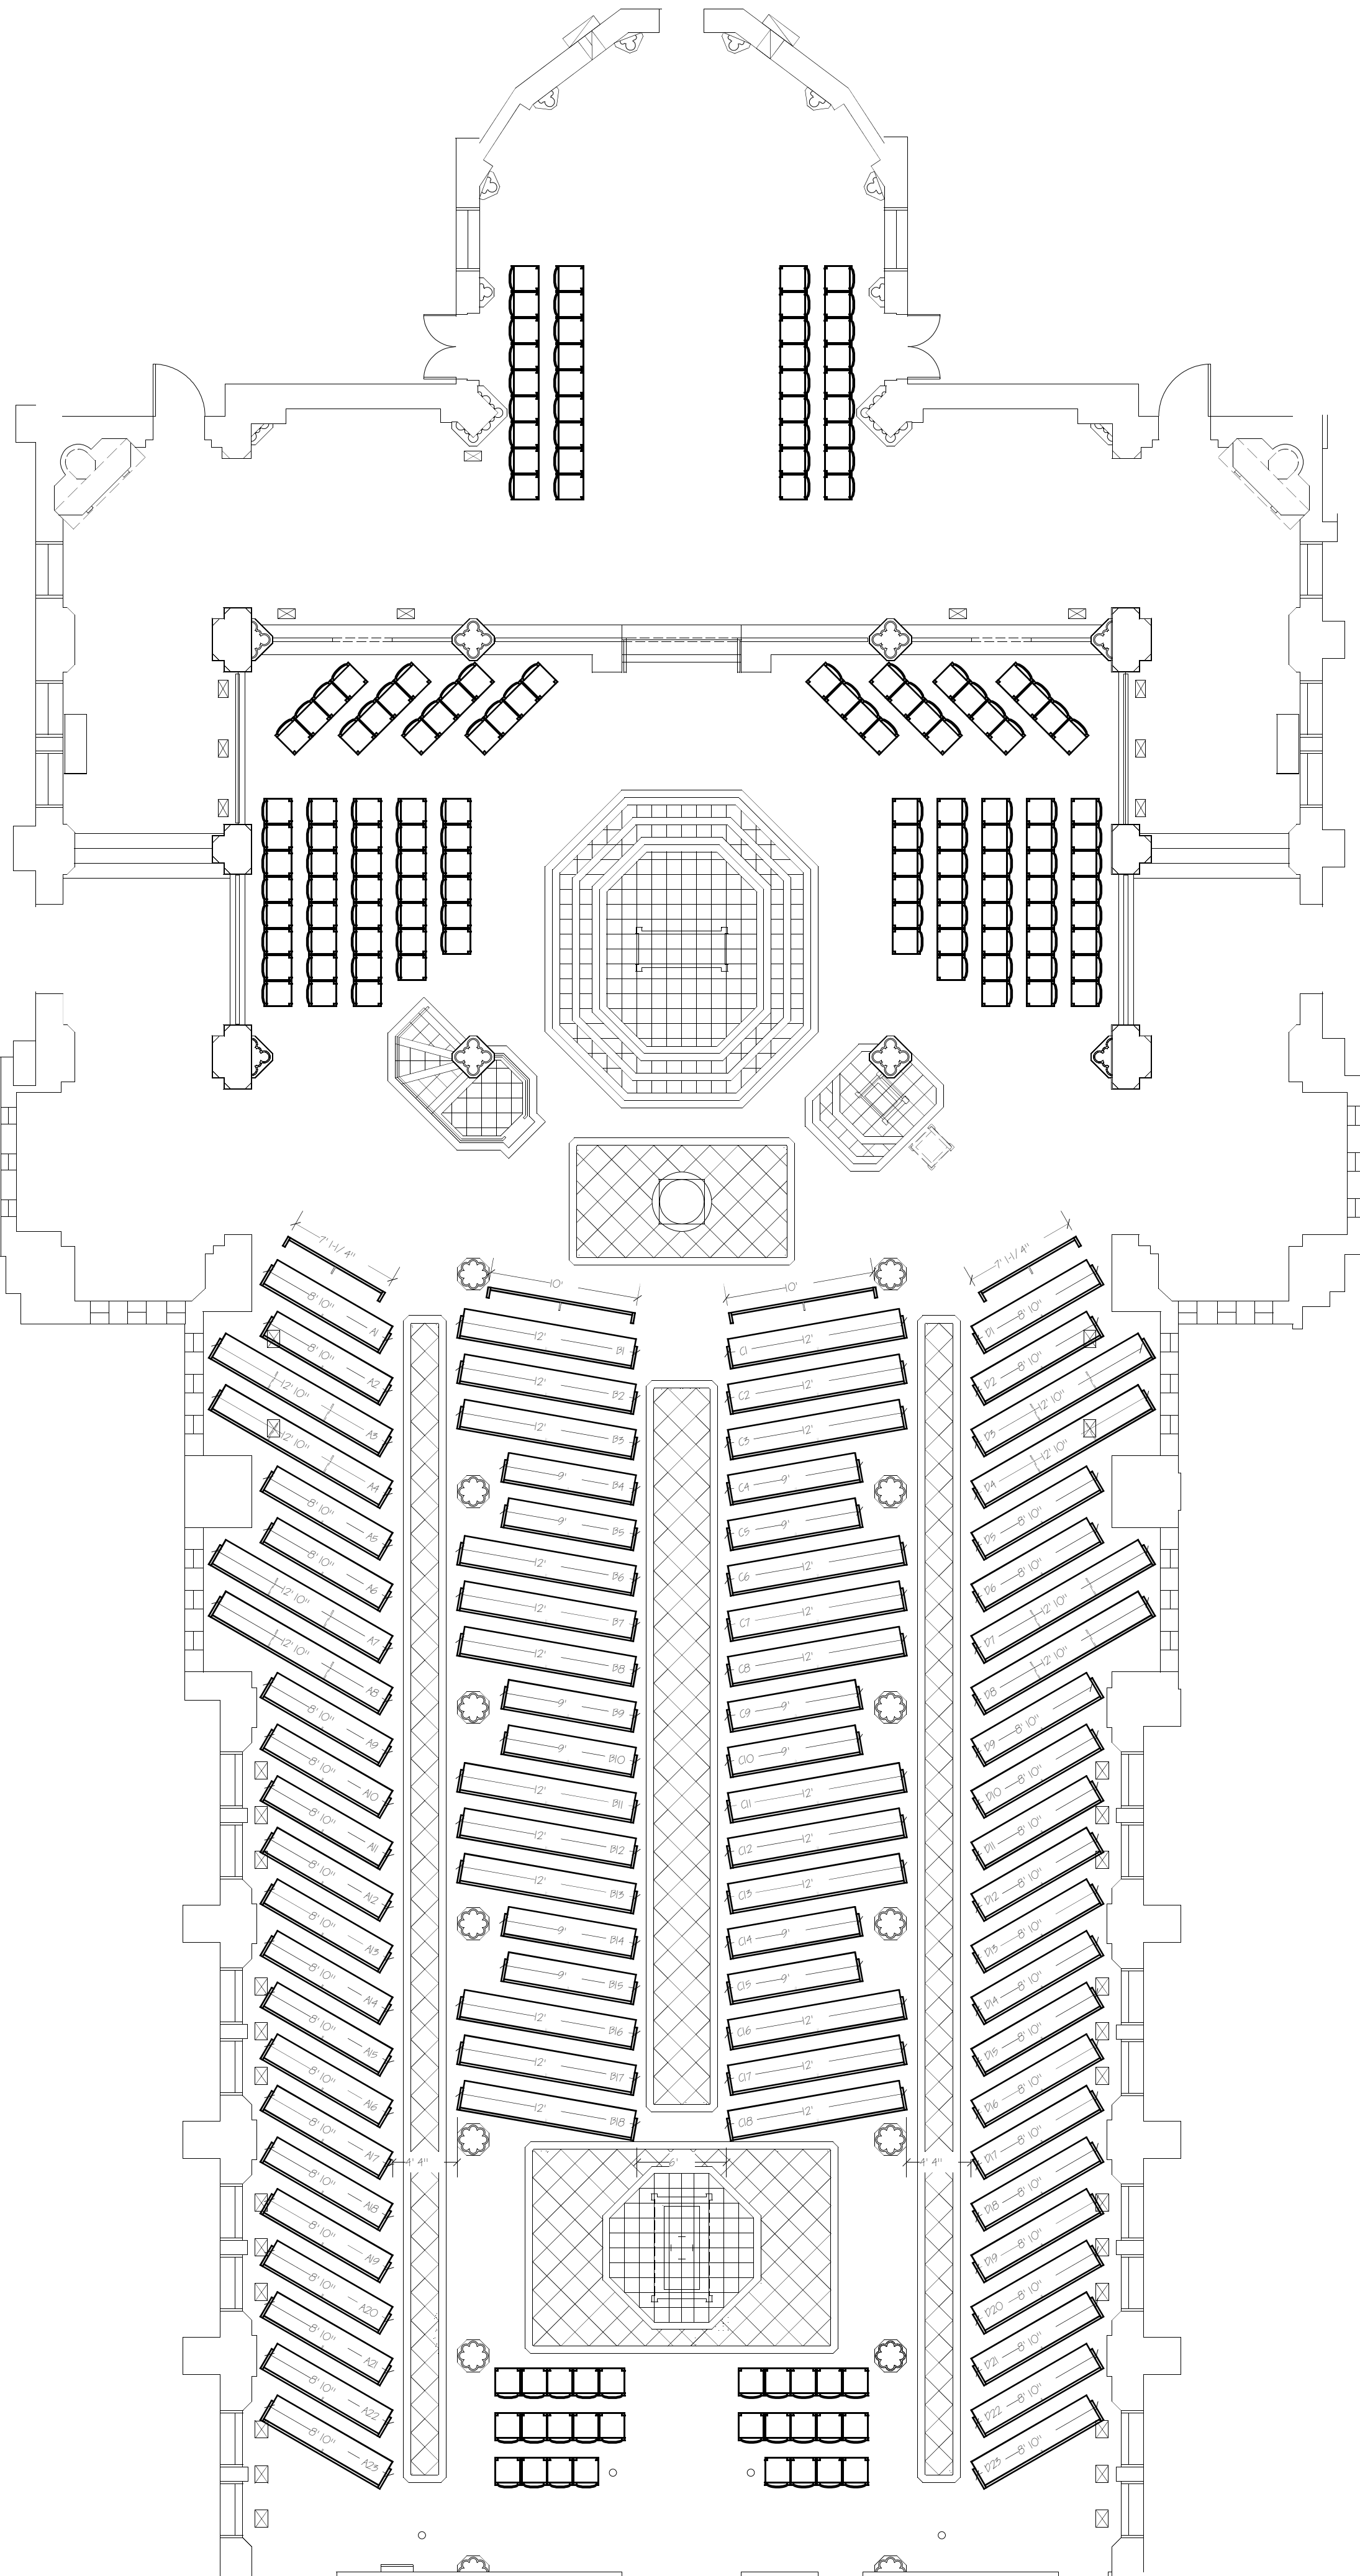 7' 1-1/4"
10'
10'
7' 1-1/4"
8' 10" A1
12' B1
C1 12'
D1 8' 10"
8' 10" A2
12' B2
C2 12'
D2 8' 10"
12' 10" A3
12' B3
C3 12'
D3 12' 10"
12' 10" A4
9' B4
C4 9'
D4 12' 10"
8' 10" A5
9' B5
C5 9'
D5 8' 10"
8' 10" A6
12' B6
C6 12'
D6 8' 10"
12' 10" A7
12' B7
C7 12'
D7 12' 10"
12' 10" A8
12' B8
C8 12'
D8 12' 10"
8' 10" A9
9' B9
C9 9'
D9 8' 10"
8' 10" A10
9' B10
C10 9'
D10 8' 10"
8' 10" A11
12' B11
C11 12'
D11 8' 10"
8' 10" A12
12' B12
C12 12'
D12 8' 10"
8' 10" A13
12' B13
C13 12'
D13 8' 10"
8' 10" A14
9' B14
C14 9'
D14 8' 10"
8' 10" A15
9' B15
C15 9'
D15 8' 10"
8' 10" A16
12' B16
C16 12'
D16 8' 10"
8' 10" A17
12' B17
C17 12'
D17 8' 10"
8' 10" A18
12' B18
C18 12'
D18 8' 10"
4' 4"
6'
4' 4"
8' 10" A19
D19 8' 10"
8' 10" A20
D20 8' 10"
8' 10" A21
D21 8' 10"
8' 10" A22
D22 8' 10"
8' 10" A23
D23 8' 10"